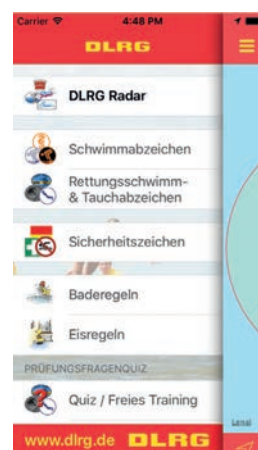 Carrier 4:48 PM
DLRG
DLRG Radar
Schwimmabzeichen
Rettungsschwimm-
& Tauchabzeichen
Sicherheitszeichen
Baderegeln
Eisregeln
PRÜFUNGSFRAGENQUIZ
Quiz / Freies Training
www.dlrg.de DLRG
Legal